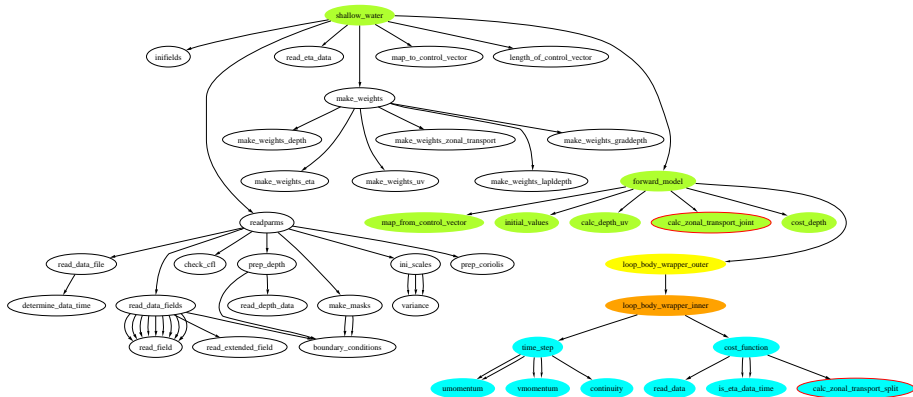 shallow_water
inifields
read_eta_data
map_to_control_vector
length_of_control_vector
make_weights
make_weights_depth
make_weights_zonal_transport
make_weights_graddepth
make_weights_eta
make_weights_uv
make_weights_lapldepth
forward_model
readparms
map_from_control_vector
initial_values
calc_depth_uv
calc_zonal_transport_joint
cost_depth
read_data_file
check_cfl
prep_depth
ini_scales
prep_coriolis
loop_body_wrapper_outer
determine_data_time
read_data_fields
read_depth_data
make_masks
variance
loop_body_wrapper_inner
read_field
read_extended_field
boundary_conditions
time_step
cost_function
umomentum
vmomentum
continuity
read_data
is_eta_data_time
calc_zonal_transport_split